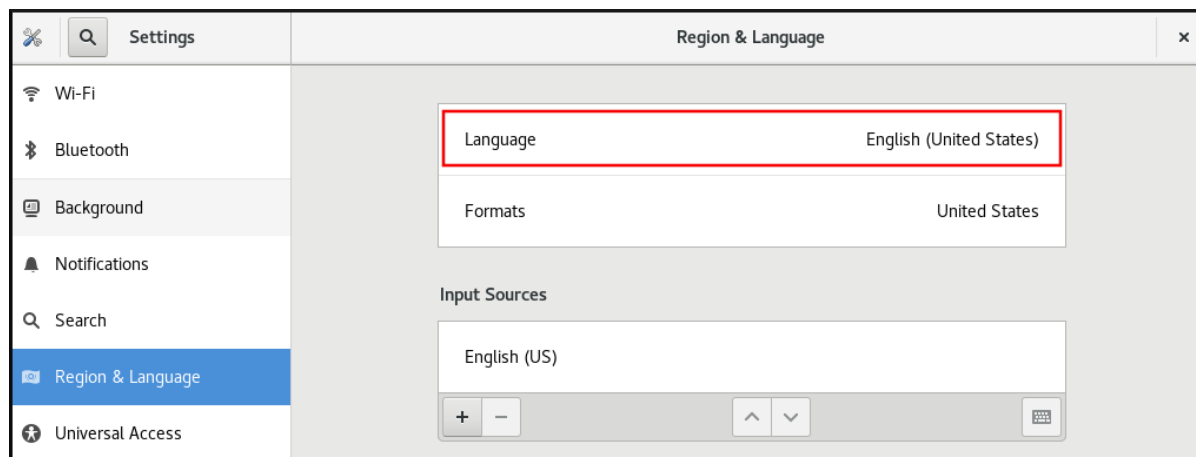 Settings
Region & Language
Wi-Fi
Bluetooth
Background
Notifications
Search
Region & Language
Universal Access
Language English (United States)
Formats United States
Input Sources
English (US)